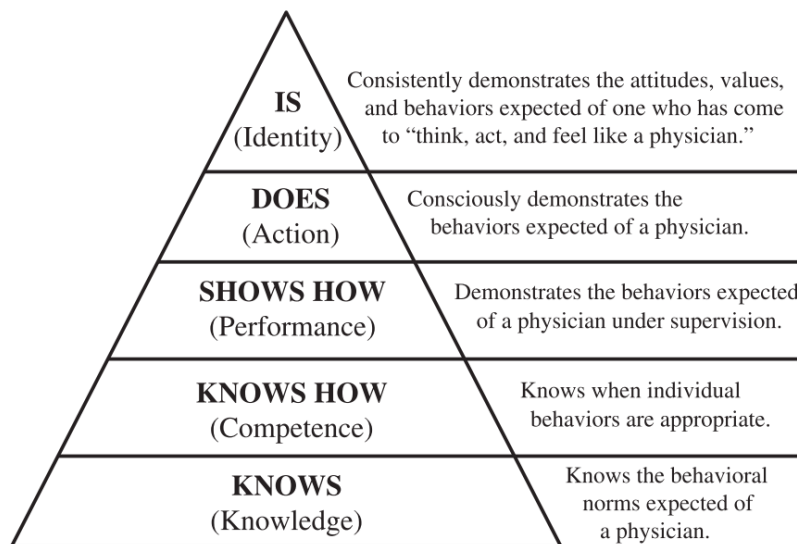 IS
(Identity)
Consistently demonstrates the attitudes, values,
and behaviors expected of one who has come
to “think, act, and feel like a physician.”
DOES
(Action)
Consciously demonstrates the
behaviors expected of a physician.
SHOWS HOW
(Performance)
Demonstrates the behaviors expected
of a physician under supervision.
KNOWS HOW
(Competence)
Knows when individual
behaviors are appropriate.
KNOWS
(Knowledge)
Knows the behavioral
norms expected of
a physician.